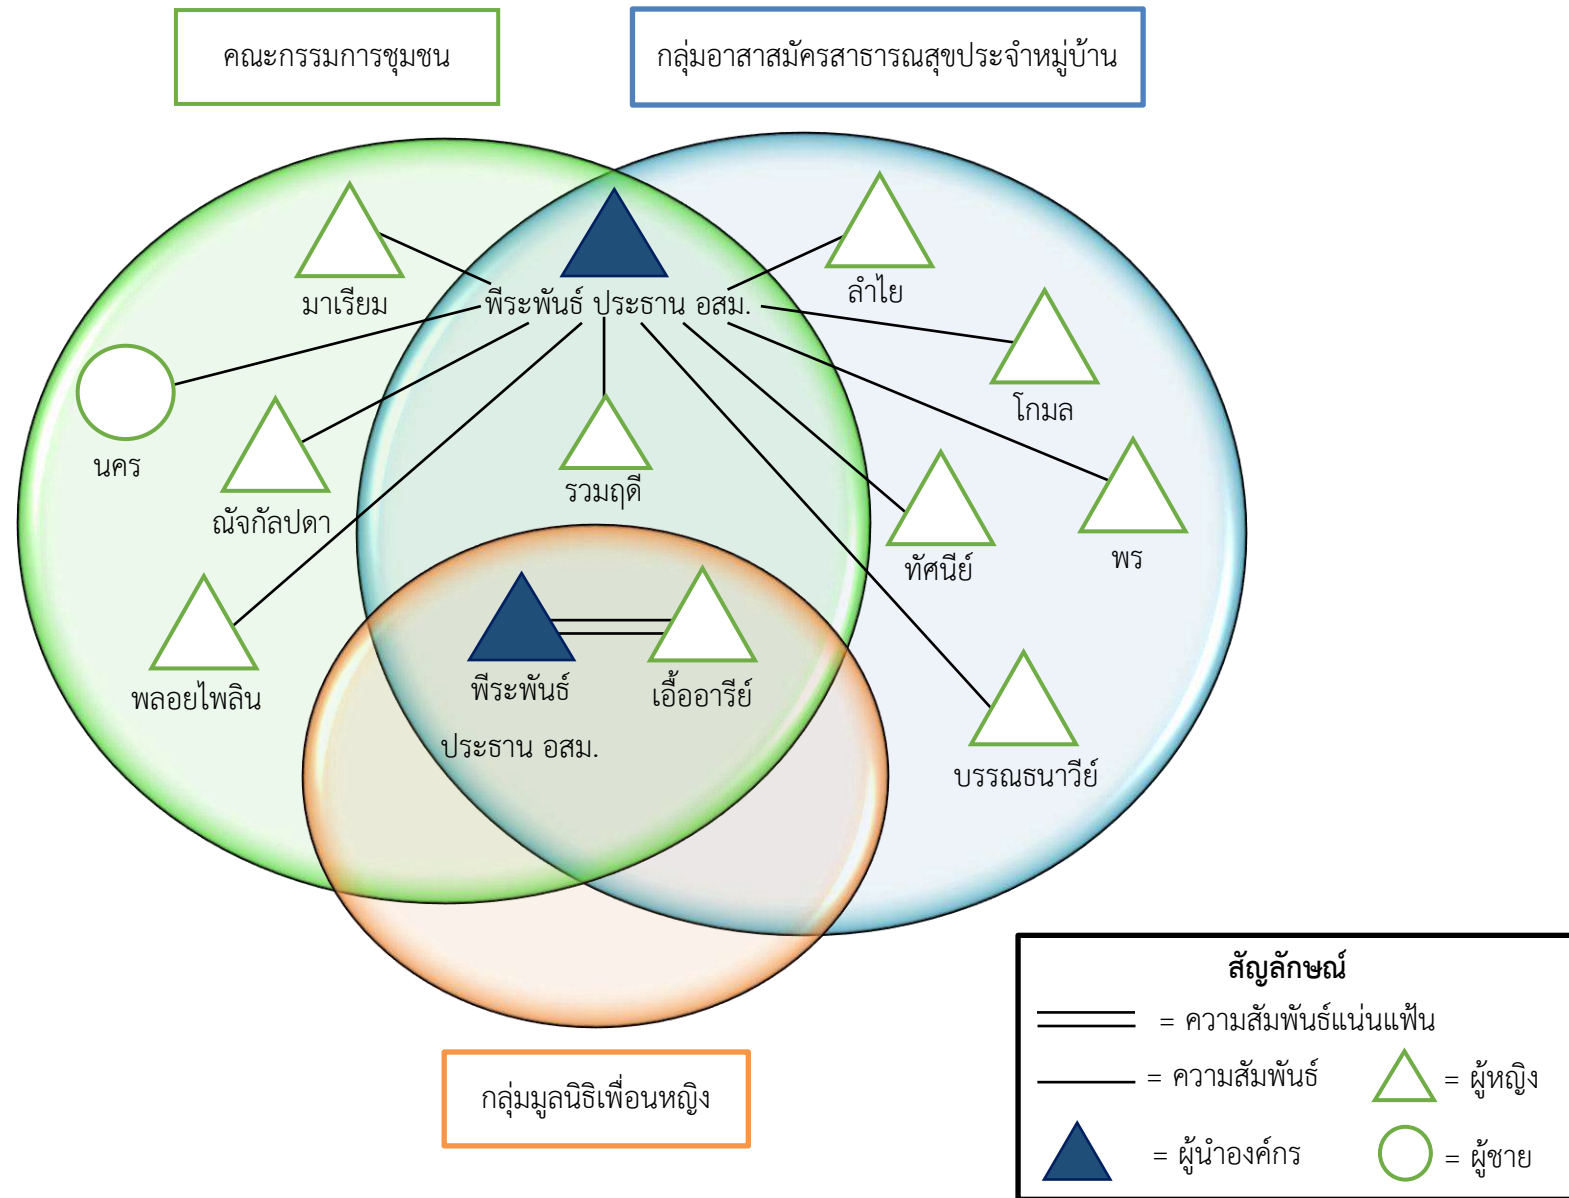 คณะกรรมการชุมชน
กลุ่มอาสาสมัครสาธารณสุขประจำหมู่บ้าน
มาเรียม
พีระพันธ์ ประธาน อสม.
ลำไย
โกมล
นคร
ณัจกัลปดา
รวมฤดี
ทัศนีย์
พร
พลอยไพลิน
พีระพันธ์
เอื้ออารีย์
ประธาน อสม.
บรรณธนาวีย์
กลุ่มมูลนิธิเพื่อนหญิง
สัญลักษณ์
= ความสัมพันธ์แน่นแฟ้น
= ความสัมพันธ์
= ผู้หญิง
= ผู้นำองค์กร
= ผู้ชาย